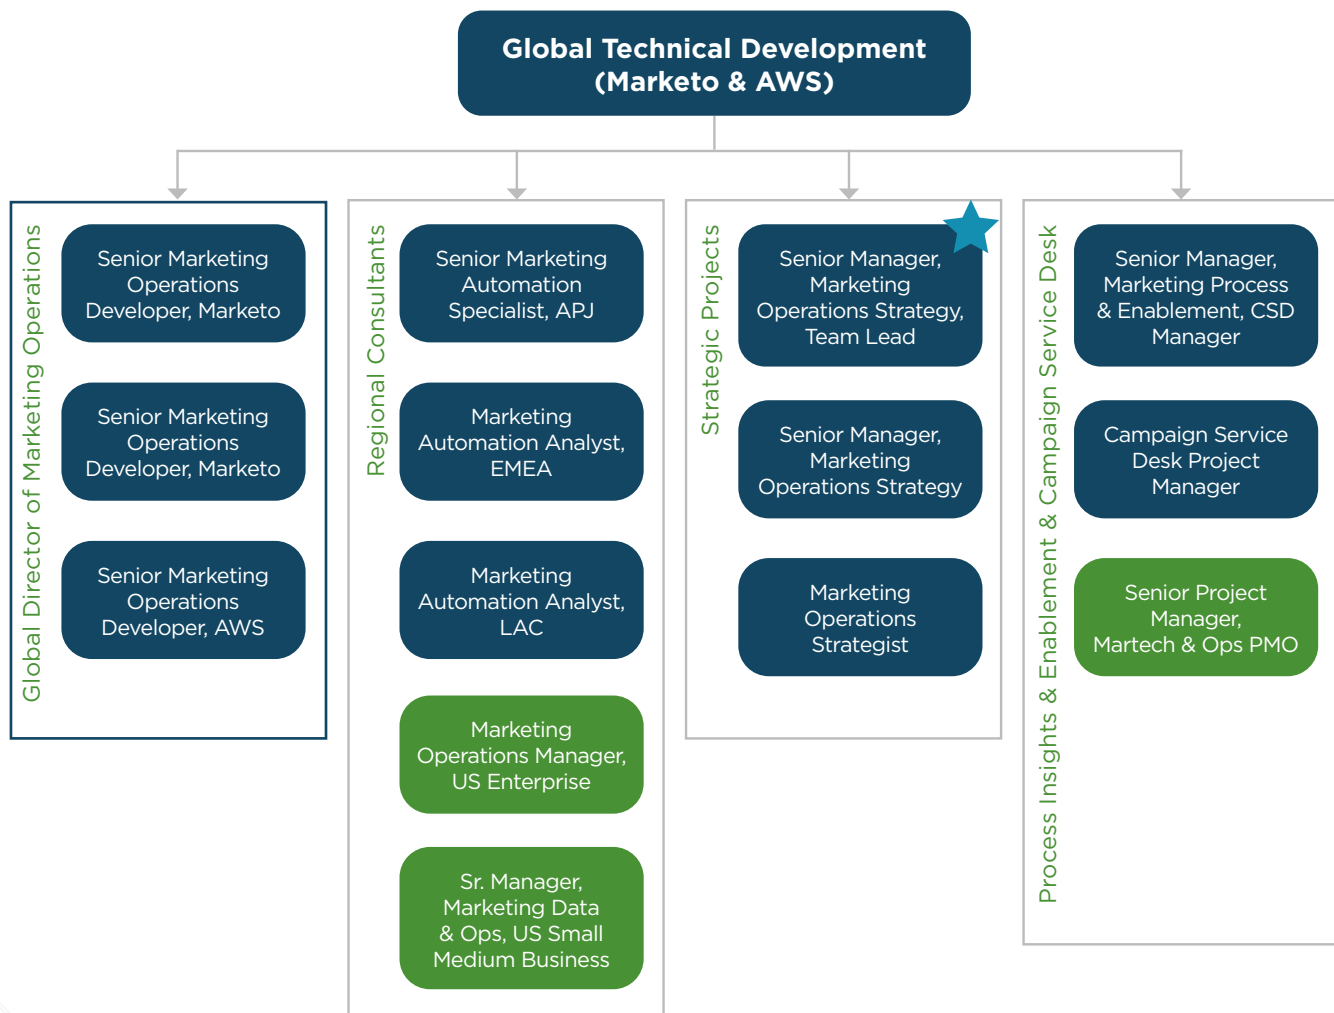 Global Technical Development
(Marketo & AWS)
Global Director of Marketing Operations
Senior Marketing
Operations
Developer, Marketo
Senior Marketing
Operations
Developer, Marketo
Senior Marketing
Operations
Developer, AWS
Regional Consultants
Senior Marketing
Automation
Specialist, APJ
Marketing
Automation Analyst,
EMEA
Marketing
Automation Analyst,
LAC
Marketing
Operations Manager,
US Enterprise
Sr. Manager,
Marketing Data
& Ops, US Small
Medium Business
Strategic Projects
Senior Manager,
Marketing
Operations Strategy,
Team Lead
Senior Manager,
Marketing
Operations Strategy
Marketing
Operations
Strategist
Process Insights & Enablement & Campaign Service Desk
Senior Manager,
Marketing Process
& Enablement, CSD
Manager
Campaign Service
Desk Project
Manager
Senior Project
Manager,
Martech & Ops PMO